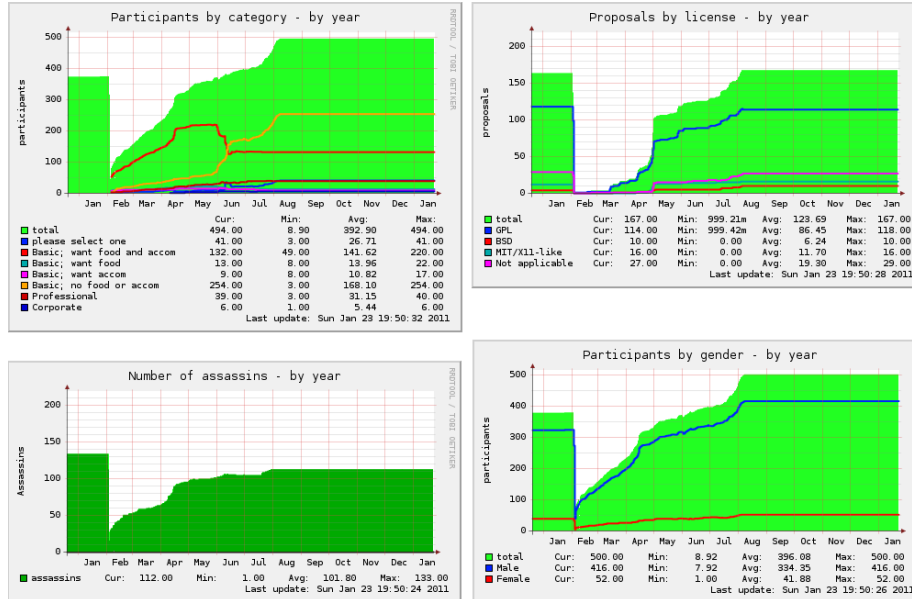 Participants by category - by year
RRDTOOL / TOBI OETIKER
participants
500
400
300
200
100
0
Jan Feb Mar Apr May Jun Jul Aug Sep Oct Nov Dec Jan
Cur: Min: Avg: Max:
total 494.00 8.90 392.90 494.00
please select one 41.00 3.00 26.71 41.00
Basic; want food and accom 132.00 49.00 141.62 220.00
Basic; want food 13.00 8.00 13.96 22.00
Basic; want accom 9.00 8.00 10.82 17.00
Basic; no food or accom 254.00 3.00 168.10 254.00
Professional 39.00 3.00 31.15 40.00
Corporate 6.00 1.00 5.44 6.00
Last update: Sun Jan 23 19:50:32 2011
Proposals by license - by year
proposals
200
150
100
50
0
Jan Feb Mar Apr May Jun Jul Aug Sep Oct Nov Dec Jan
total Cur: 167.00 Min: 999.21m Avg: 123.69 Max: 167.00
GPL Cur: 114.00 Min: 999.42m Avg: 86.45 Max: 118.00
BSD Cur: 10.00 Min: 0.00 Avg: 6.24 Max: 10.00
MIT/X11-like Cur: 16.00 Min: 0.00 Avg: 11.70 Max: 16.00
Not applicable Cur: 27.00 Min: 0.00 Avg: 19.30 Max: 29.00
Last update: Sun Jan 23 19:50:28 2011
Number of assassins - by year
RRDTOOL / TOBI OETIKER
Assassins
200
150
100
50
0
Jan Feb Mar Apr May Jun Jul Aug Sep Oct Nov Dec Jan
assassins Cur: 112.00 Min: 1.00 Avg: 101.80 Max: 133.00
Last update: Sun Jan 23 19:50:24 2011
Participants by gender - by year
participants
500
400
300
200
100
0
Jan Feb Mar Apr May Jun Jul Aug Sep Oct Nov Dec Jan
total Cur: 500.00 Min: 8.92 Avg: 396.08 Max: 500.00
Male Cur: 416.00 Min: 7.92 Avg: 334.35 Max: 416.00
Female Cur: 52.00 Min: 1.00 Avg: 41.88 Max: 52.00
Last update: Sun Jan 23 19:50:26 2011